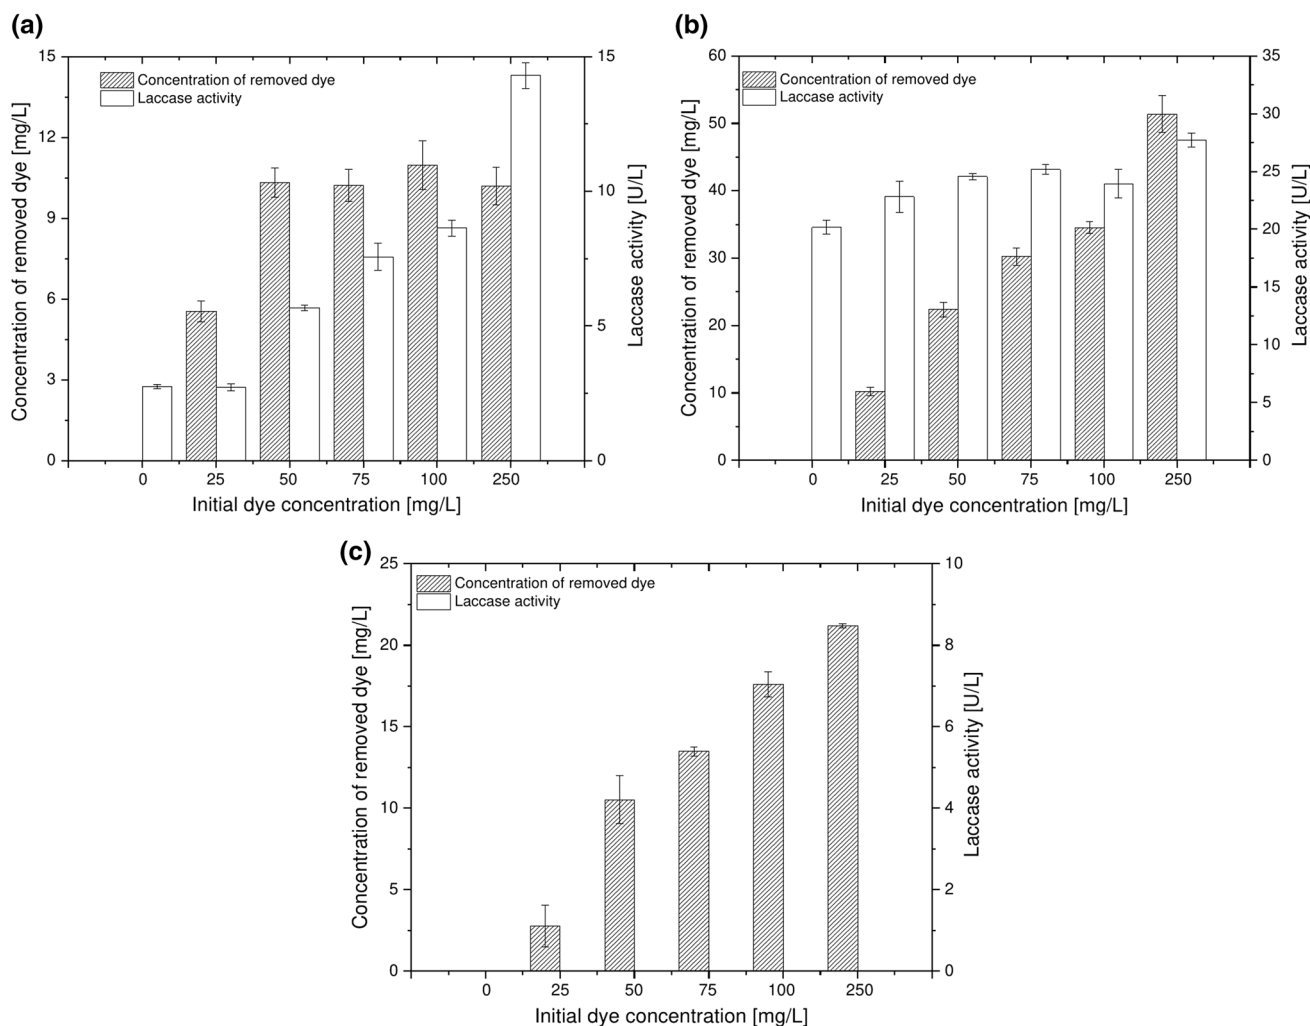 (a)
15
12
9
6
3
0
Concentration of removed dye [mg/L]
Concentration of removed dye
Laccase activity
15
10
5
0
Laccase activity [U/L]
0 25 50 75 100 250
Initial dye concentration [mg/L]
(b)
60
50
40
30
20
10
0
Concentration of removed dye [mg/L]
Concentration of removed dye
Laccase activity
35
30
25
20
15
10
5
0
Laccase activity [U/L]
0 25 50 75 100 250
Initial dye concentration [mg/L]
(c)
25
20
15
10
5
0
Concentration of removed dye [mg/L]
Concentration of removed dye
Laccase activity
10
8
6
4
2
0
Laccase activity [U/L]
0 25 50 75 100 250
Initial dye concentration [mg/L]